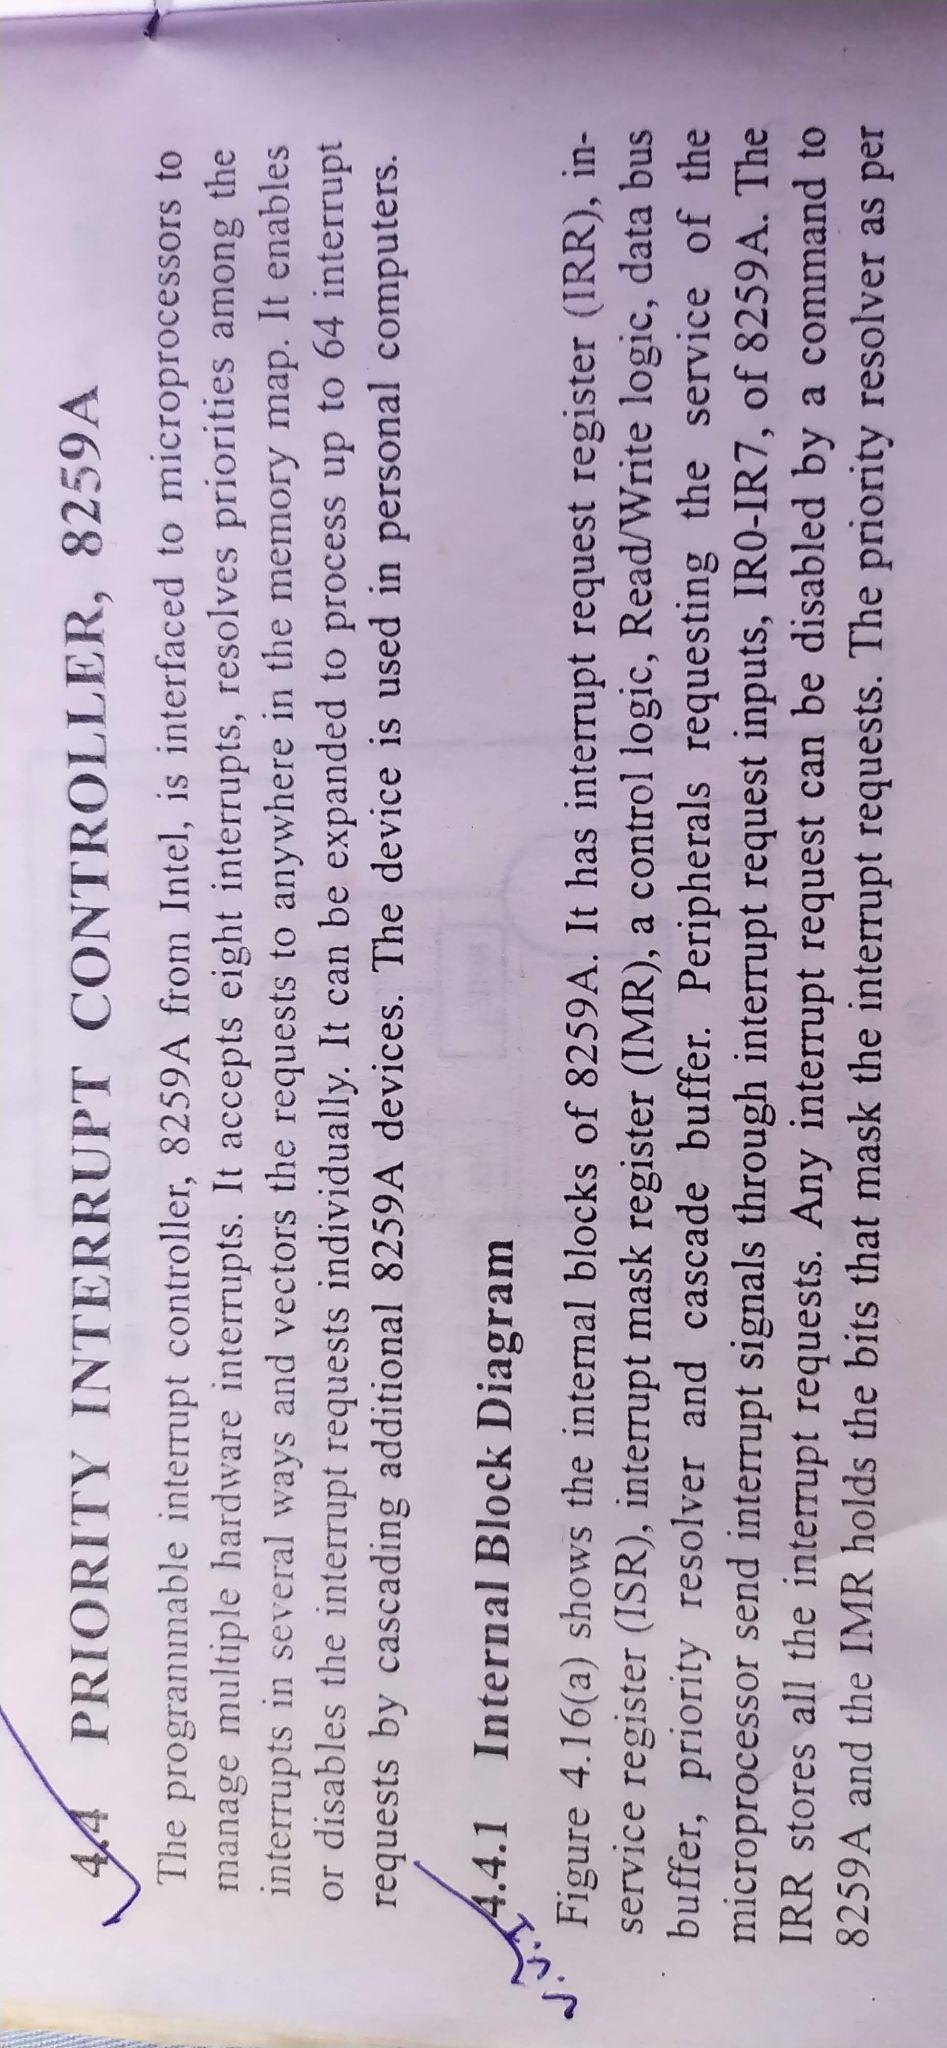 4.4 PRIORITY INTERRUPT CONTROLLER, 8259A
The programmable interrupt controller, 8259A from Intel, is interfaced to microprocessors to
manage multiple hardware interrupts. It accepts eight interrupts, resolves priorities among the
interrupts in several ways and vectors the requests to anywhere in the memory map. It enables
or disables the interrupt requests individually. It can be expanded to process up to 64 interrupt
requests by cascading additional 8259A devices. The device is used in personal computers.
4.4.1 Internal Block Diagram
Figure 4.16(a) shows the internal blocks of 8259A. It has interrupt request register (IRR), in-
service register (ISR), interrupt mask register (IMR), a control logic, Read/Write logic, data bus
buffer, priority resolver and cascade buffer. Peripherals requesting the service of the
microprocessor send interrupt signals through interrupt request inputs, IR0-IR7, of 8259A. The
IRR stores all the interrupt requests. Any interrupt request can be disabled by a command to
8259A and the IMR holds the bits that mask the interrupt requests. The priority resolver as per